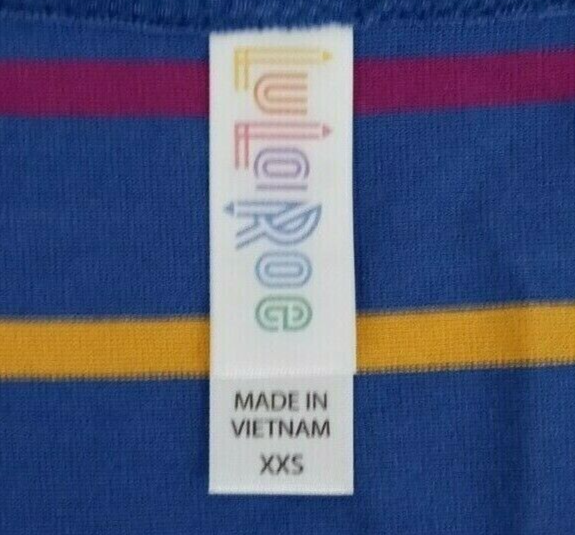 LuLaRoe
MADE IN
VIETNAM
XXS